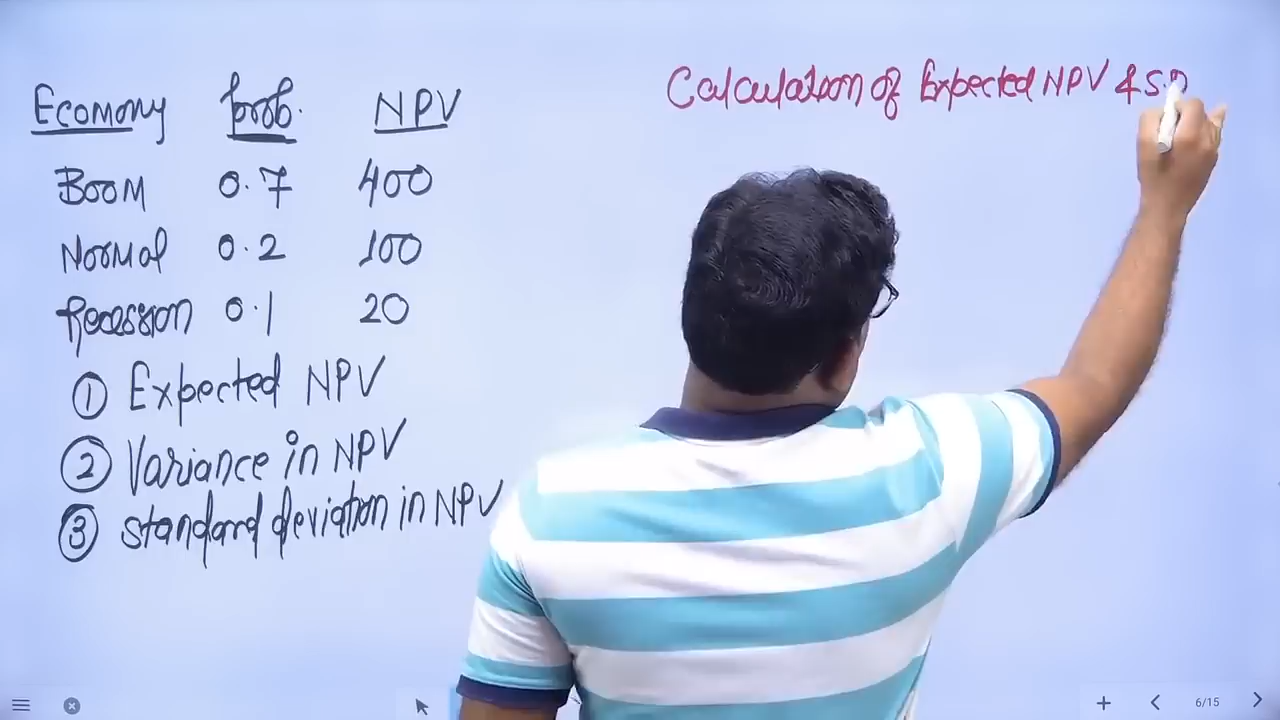 Economy prob. NPV
Boom 0.7 400
Normal 0.2 100
Recession 0.1 20
① Expected NPV
② Variance in NPV
③ standard deviation in NPV
Calculation of Expected NPV & S.D
6/15